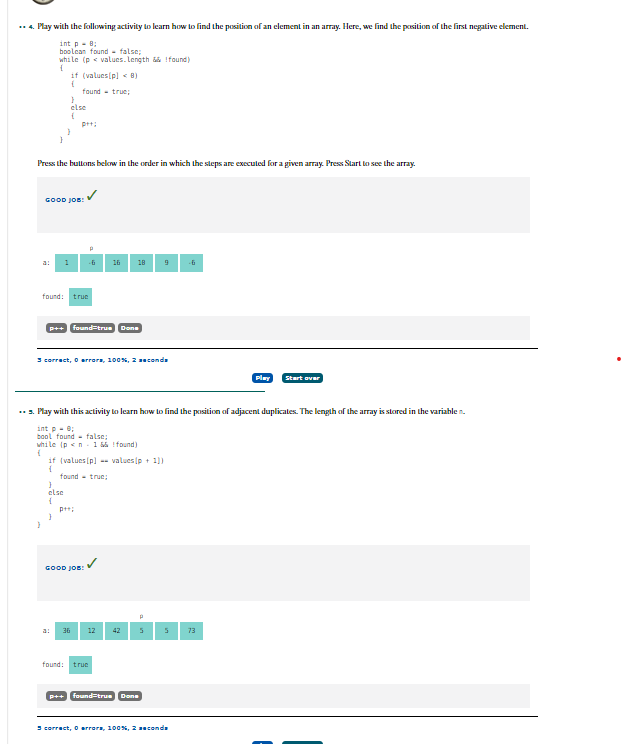 •• 4. Play with the following activity to learn how to find the position of an element in an array. Here, we find the position of the first negative element.
int p = 0;
boolean found = false;
while (p < values.length && !found)
{
if (values[p] < 0)
{
found = true;
}
else
{
p++;
}
}
Press the buttons below in the order in which the steps are executed for a given array. Press Start to see the array.
GOOD JOB! ✓
p
a: 1 -6 16 18 9 -6
found: true
p++ found=true Done
3 correct, 0 errors, 100%, 2 seconds
Play Start over
•• 5. Play with this activity to learn how to find the position of adjacent duplicates. The length of the array is stored in the variable n.
int p = 0;
bool found = false;
while (p < n - 1 && !found)
{
if (values[p] == values[p + 1])
{
found = true;
}
else
{
p++;
}
}
GOOD JOB! ✓
p
a: 36 12 42 5 5 73
found: true
p++ found=true Done
5 correct, 0 errors, 100%, 2 seconds